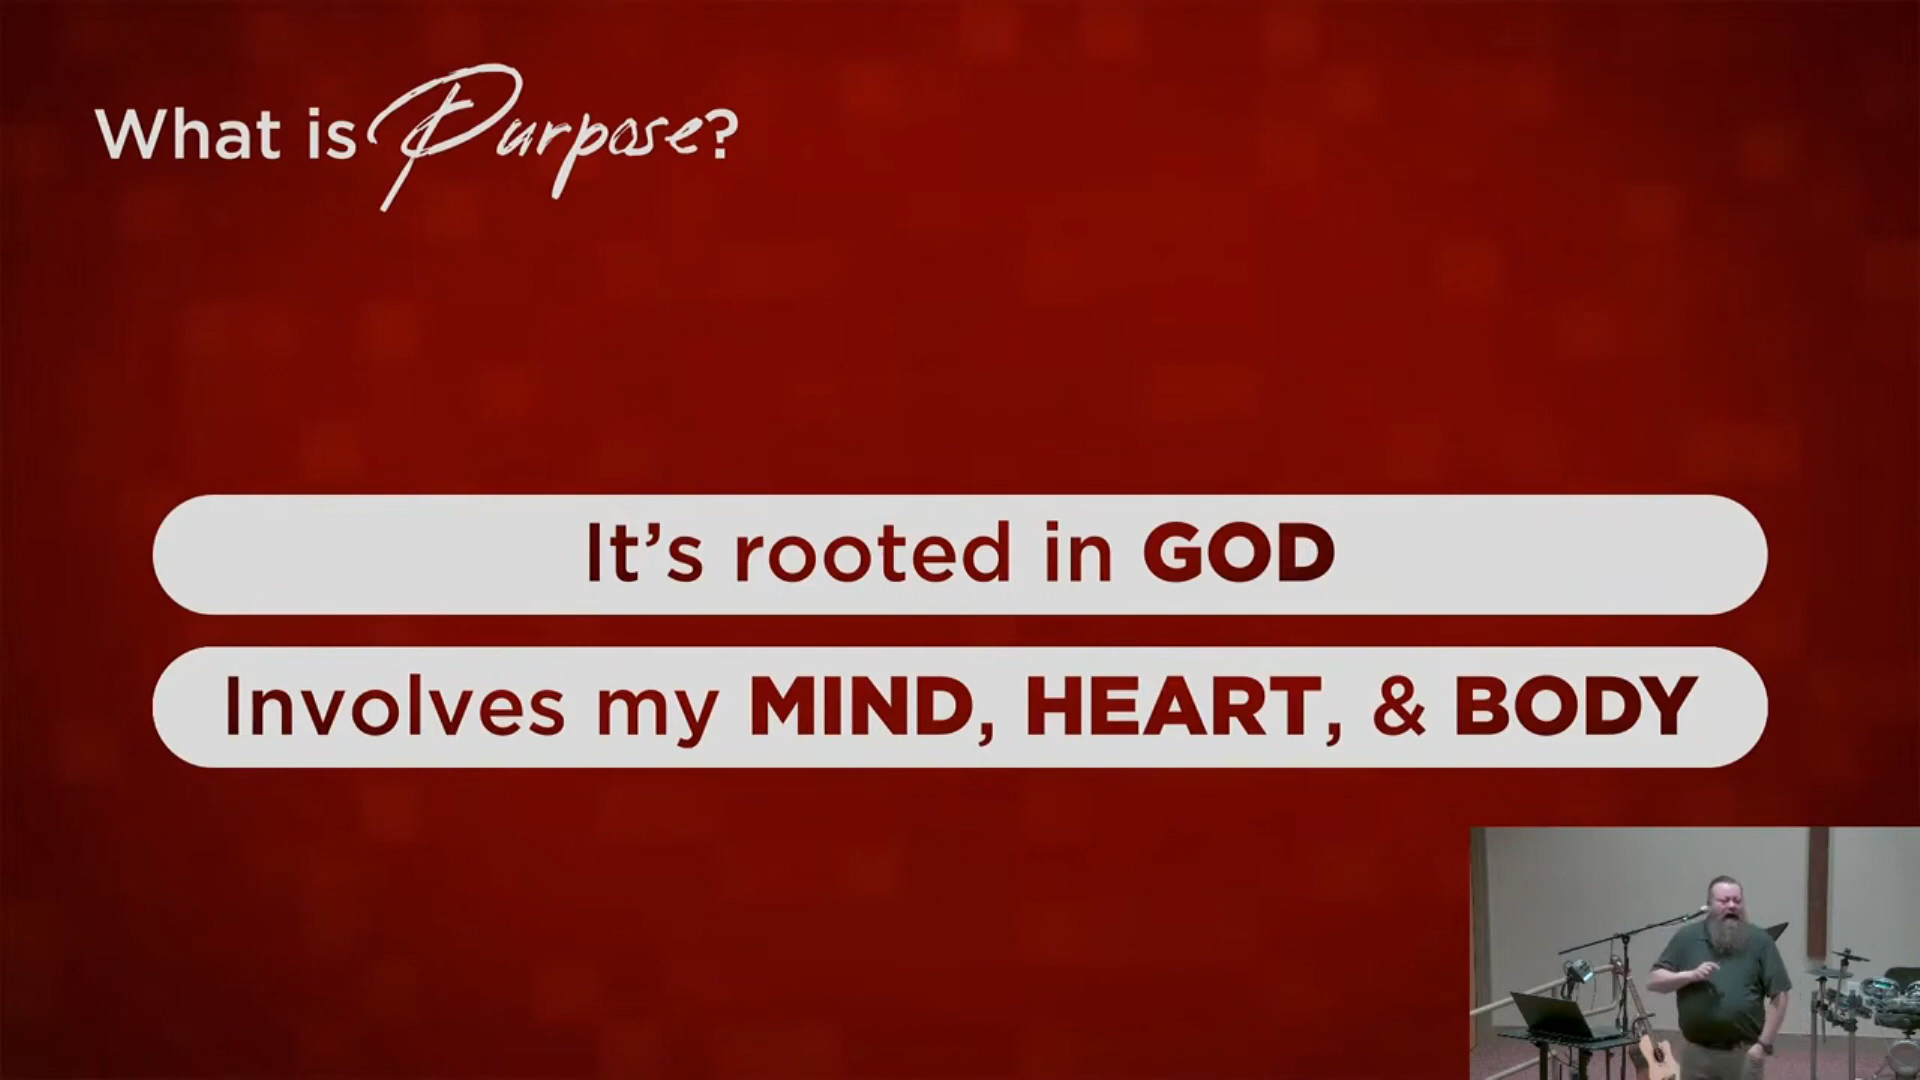 What is Purpose?
It’s rooted in GOD
Involves my MIND, HEART, & BODY